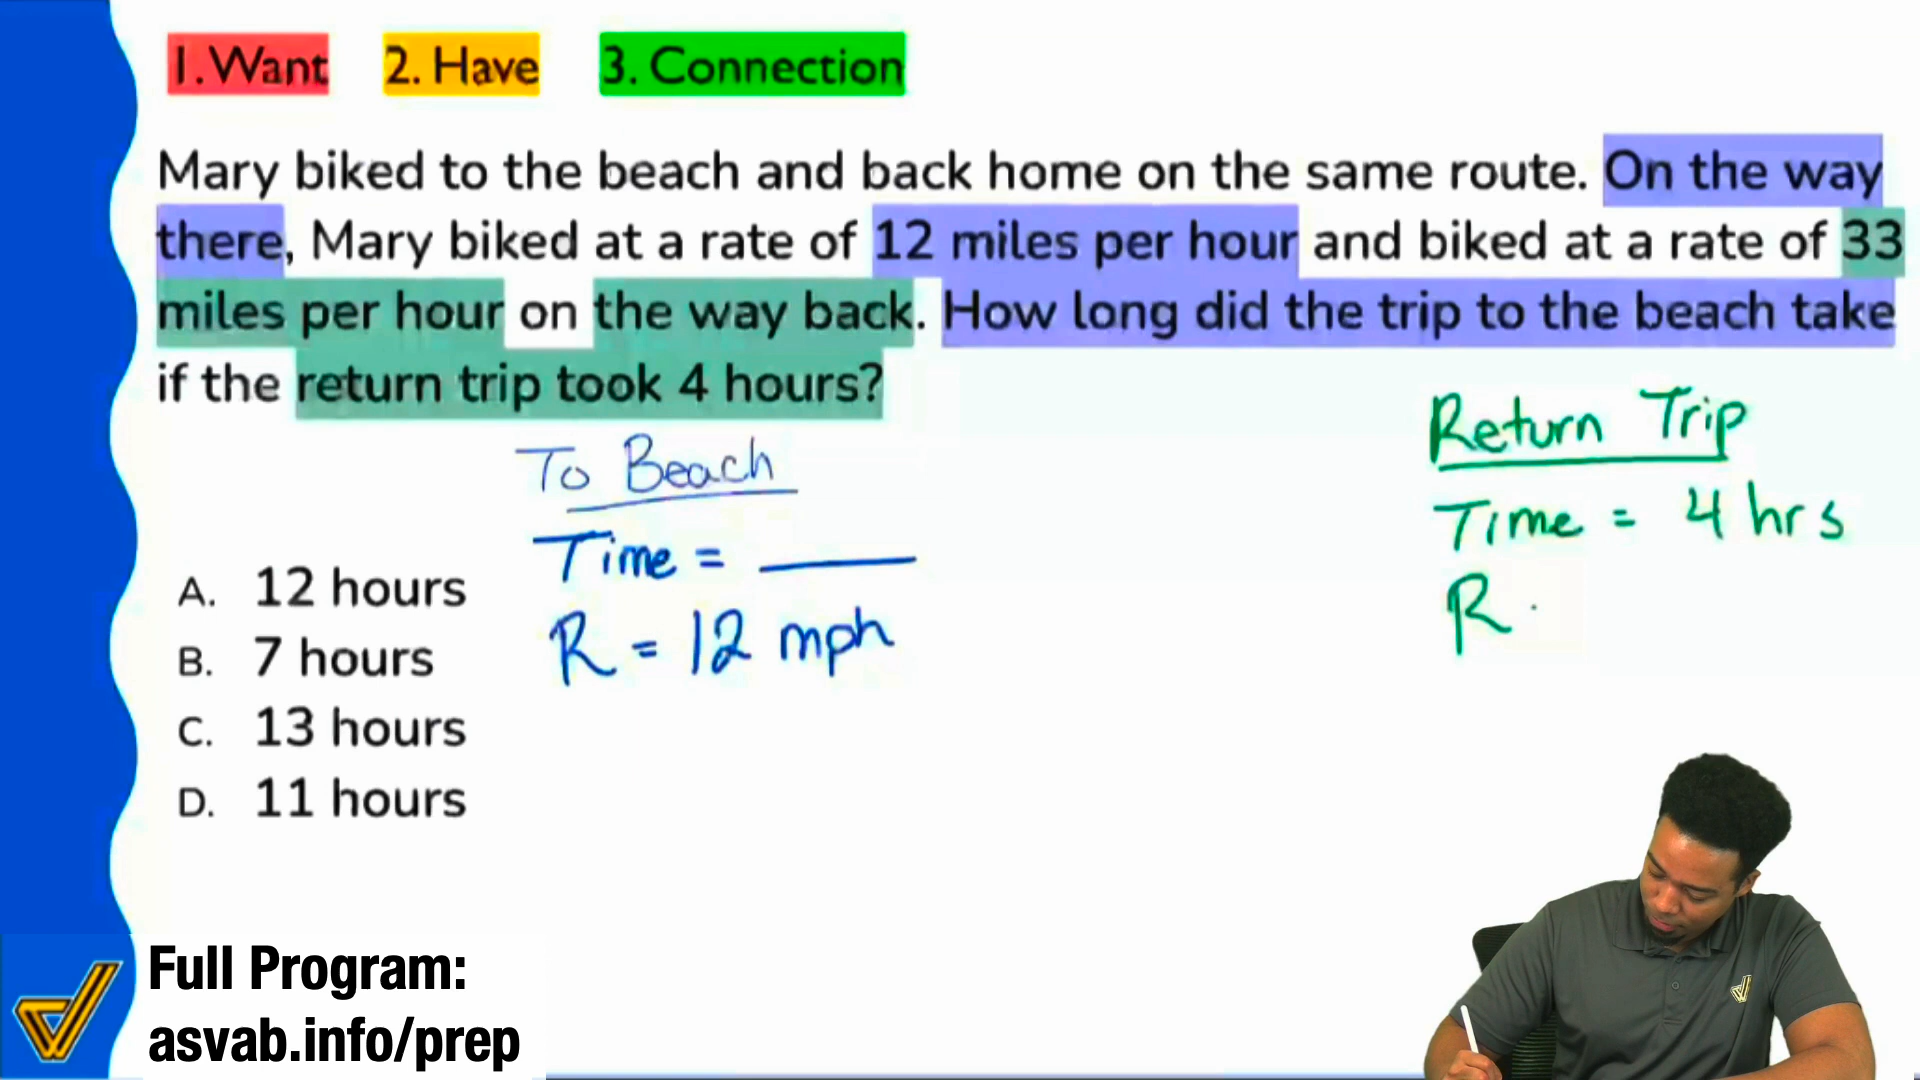 1. Want 2. Have 3. Connection
Mary biked to the beach and back home on the same route. On the way
there, Mary biked at a rate of 12 miles per hour and biked at a rate of 33
miles per hour on the way back. How long did the trip to the beach take
if the return trip took 4 hours?
To Beach
Time = ____
R = 12 mph
Return Trip
Time = 4 hrs
R
A. 12 hours
B. 7 hours
C. 13 hours
D. 11 hours
Full Program:
asvab.info/prep